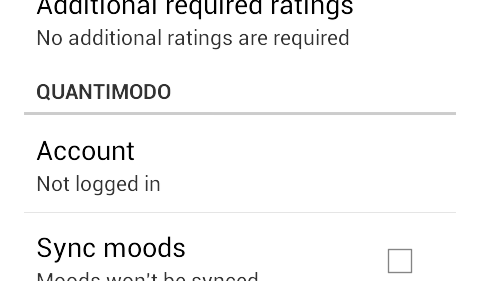 Additional required ratings
No additional ratings are required
QUANTIMODO
Account
Not logged in
Sync moods
Moods won't be synced